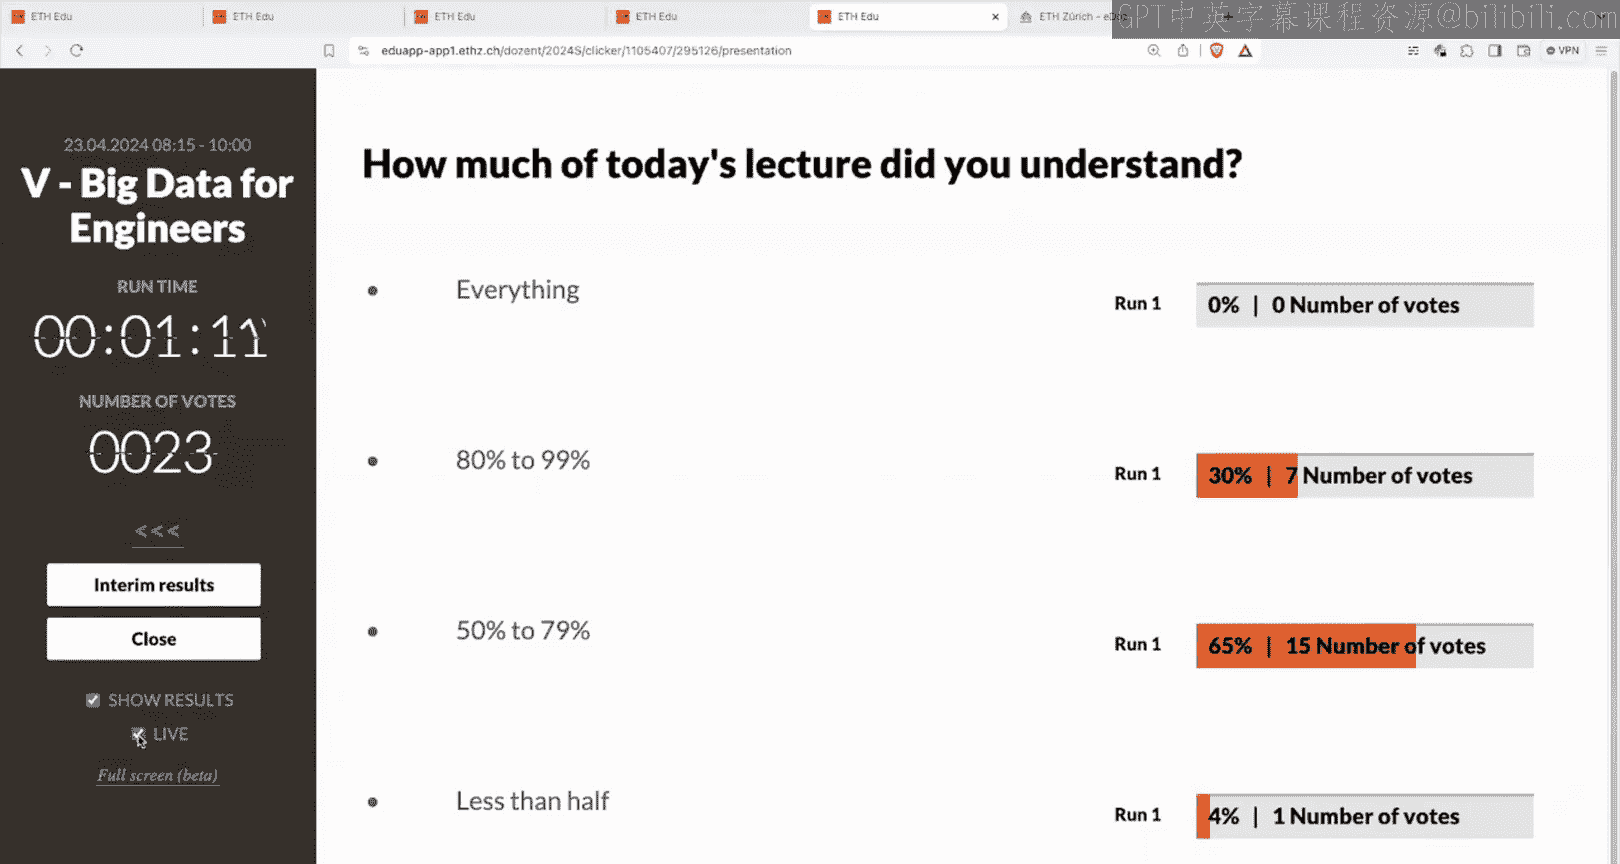 ETH Edu
ETH Edu
ETH Edu
ETH Edu
ETH Edu
ETH Zürich - eDoz
GPT中英字幕课程资源@bilibili.com
eduapp-app1.ethz.ch/dozent/2024S/clicker/1105407/295126/presentation
VPN
23.04.2024 08:15 - 10:00
V - Big Data for
Engineers
RUN TIME
00:01:11
NUMBER OF VOTES
0023
<<<
Interim results
Close
SHOW RESULTS
LIVE
Full screen (beta)
How much of today's lecture did you understand?
Everything
Run 1
0% | 0 Number of votes
80% to 99%
Run 1
30% | 7 Number of votes
50% to 79%
Run 1
65% | 15 Number of votes
Less than half
Run 1
4% | 1 Number of votes